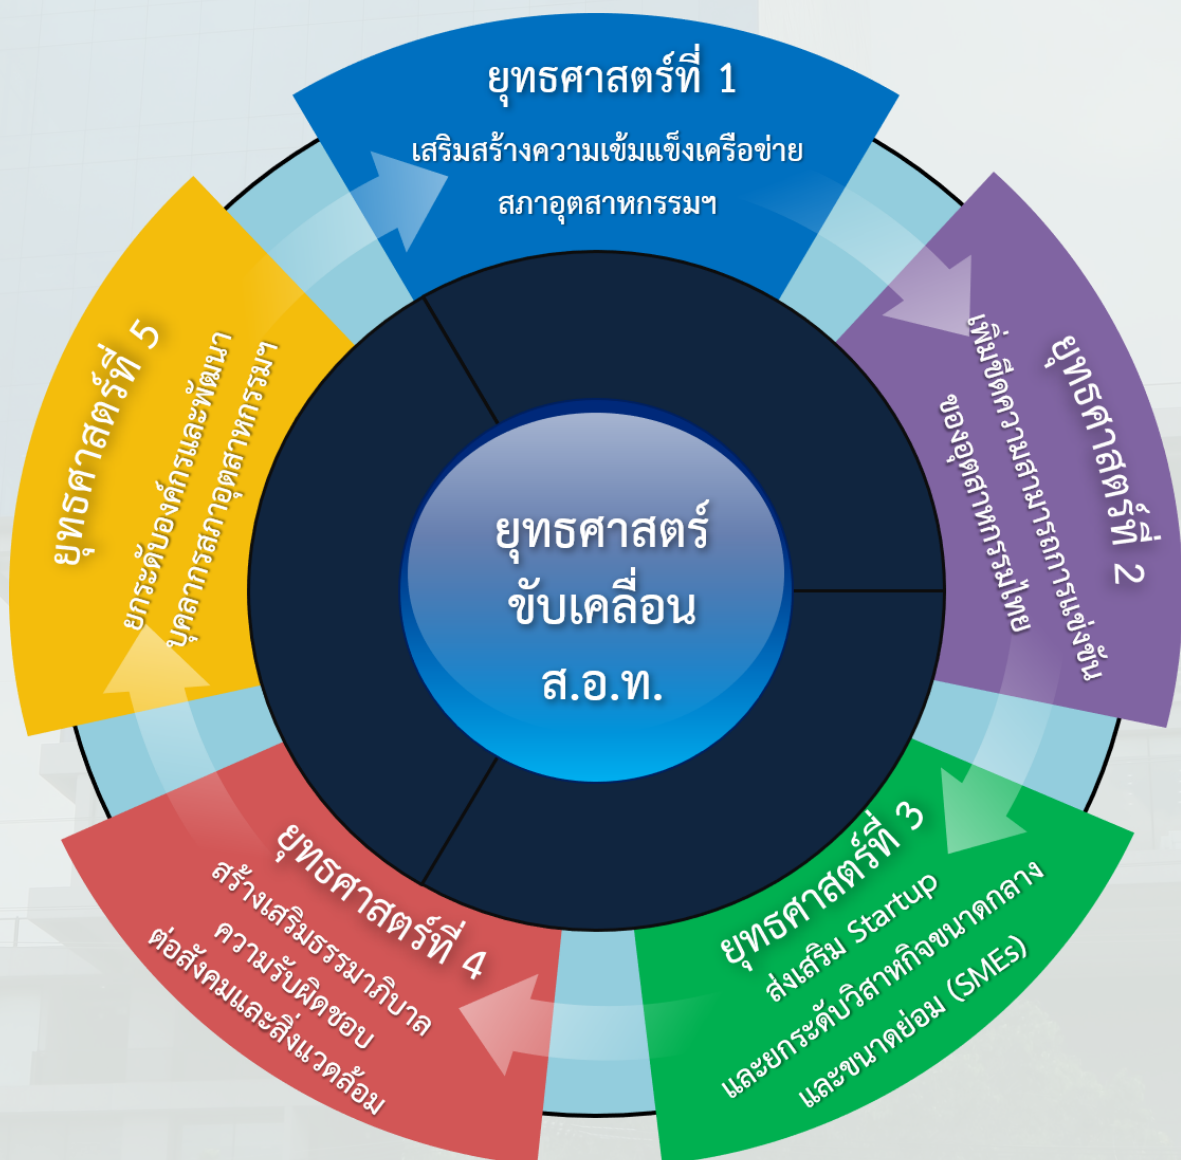 ยุทธศาสตร์ที่ 1
เสริมสร้างความเข้มแข็งเครือข่าย
สภาอุตสาหกรรมฯ
ยุทธศาสตร์ที่ 2
เพิ่มขีดความสามารถการแข่งขัน
ของอุตสาหกรรมไทย
ยุทธศาสตร์ที่ 3
ส่งเสริม Startup
และยกระดับวิสาหกิจขนาดกลาง
และขนาดย่อม (SMEs)
ยุทธศาสตร์ที่ 4
สร้างเสริมธรรมาภิบาล
ความรับผิดชอบ
ต่อสังคมและสิ่งแวดล้อม
ยุทธศาสตร์ที่ 5
ยกระดับองค์กรและพัฒนา
บุคลากรสภาอุตสาหกรรมฯ
ยุทธศาสตร์
ขับเคลื่อน
ส.อ.ท.